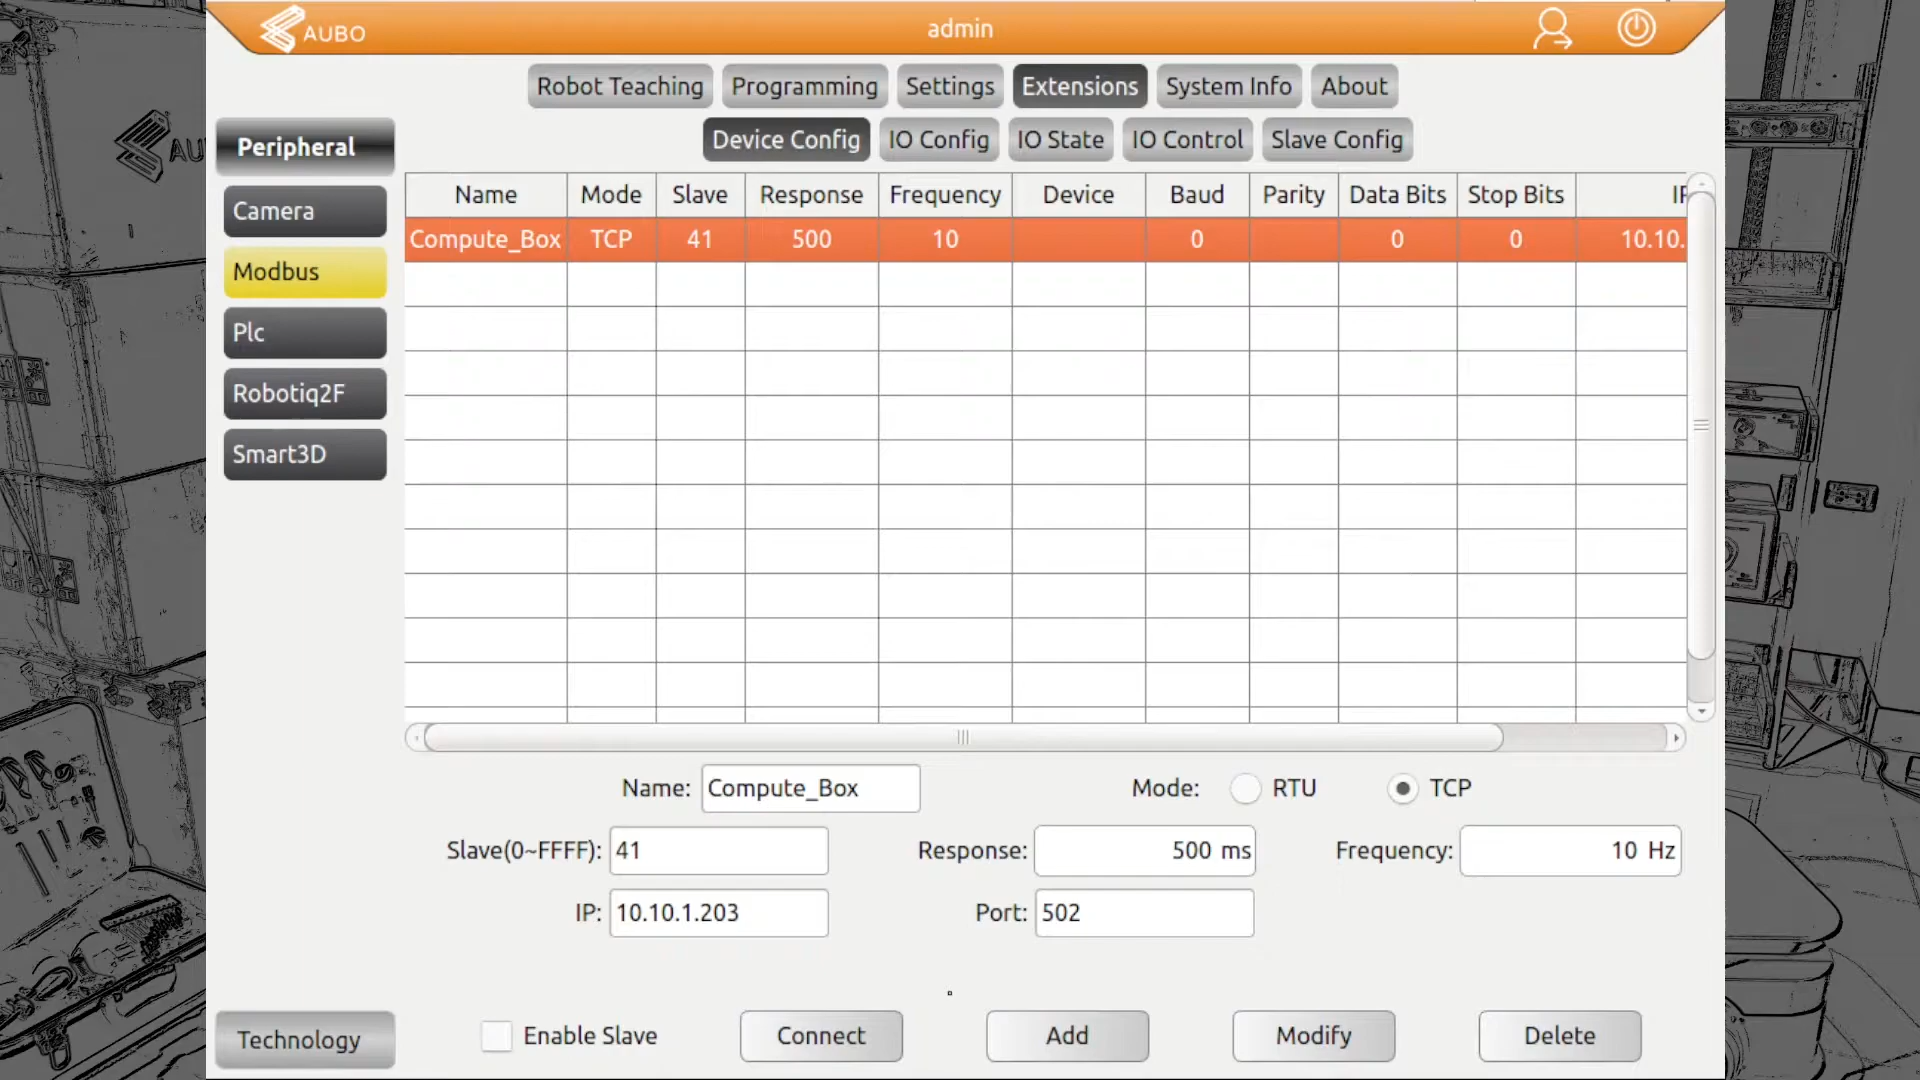 AUBO
admin
Robot Teaching Programming Settings Extensions System Info About
AU
Peripheral
Device Config IO Config IO State IO Control Slave Config
Camera
Modbus
Plc
Robotiq2F
Smart3D
Name Mode Slave Response Frequency Device Baud Parity Data Bits Stop Bits IP
Compute_Box TCP 41 500 10 0 0 0 10.10.
Name: Compute_Box Mode: RTU TCP
Slave(0~FFFF): 41 Response: 500 ms Frequency: 10 Hz
IP: 10.10.1.203 Port: 502
Technology Enable Slave Connect Add Modify Delete